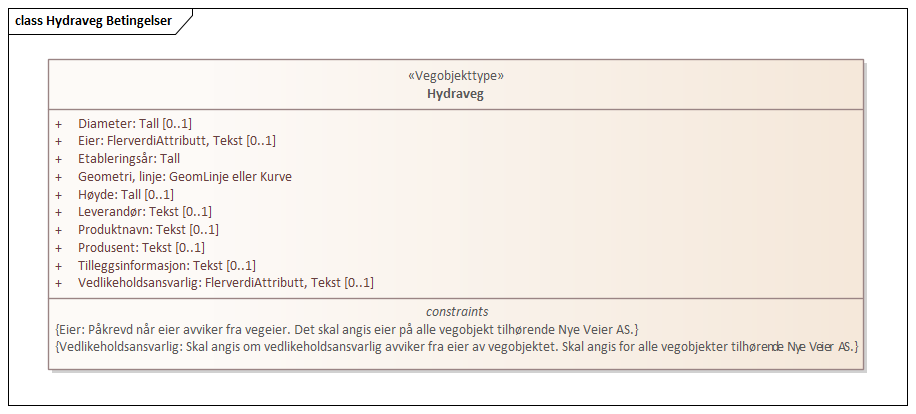 class Hydraveg Betingelser
«Vegobjekttype»
Hydraveg
+ Diameter: Tall [0..1]
+ Eier: FlerverdiAttributt, Tekst [0..1]
+ Etableringsår: Tall
+ Geometri, linje: GeomLinje eller Kurve
+ Høyde: Tall [0..1]
+ Leverandør: Tekst [0..1]
+ Produktnavn: Tekst [0..1]
+ Produsent: Tekst [0..1]
+ Tilleggsinformasjon: Tekst [0..1]
+ Vedlikeholdsansvarlig: FlerverdiAttributt, Tekst [0..1]
constraints
{Eier: Påkrevd når eier avviker fra vegeier. Det skal angis eier på alle vegobjekt tilhørende Nye Veier AS.}
{Vedlikeholdsansvarlig: Skal angis om vedlikeholdsansvarlig avviker fra eier av vegobjektet. Skal angis for alle vegobjekter tilhørende Nye Veier AS.}